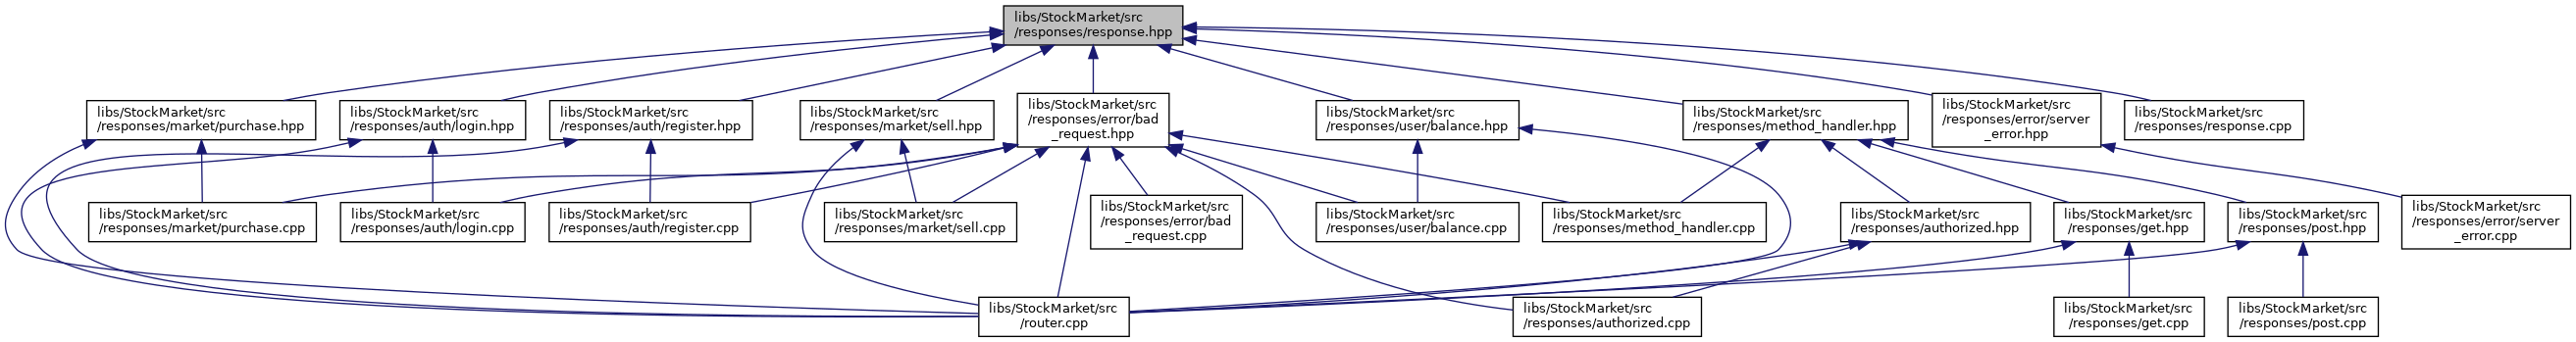 libs/StockMarket/src
/responses/response.hpp
libs/StockMarket/src
/responses/market/purchase.hpp
libs/StockMarket/src
/responses/auth/login.hpp
libs/StockMarket/src
/responses/auth/register.hpp
libs/StockMarket/src
/responses/market/sell.hpp
libs/StockMarket/src
/responses/error/bad
_request.hpp
libs/StockMarket/src
/responses/user/balance.hpp
libs/StockMarket/src
/responses/method_handler.hpp
libs/StockMarket/src
/responses/error/server
_error.hpp
libs/StockMarket/src
/responses/response.cpp
libs/StockMarket/src
/responses/market/purchase.cpp
libs/StockMarket/src
/responses/auth/login.cpp
libs/StockMarket/src
/responses/auth/register.cpp
libs/StockMarket/src
/responses/market/sell.cpp
libs/StockMarket/src
/responses/error/bad
_request.cpp
libs/StockMarket/src
/responses/user/balance.cpp
libs/StockMarket/src
/responses/method_handler.cpp
libs/StockMarket/src
/responses/authorized.hpp
libs/StockMarket/src
/responses/get.hpp
libs/StockMarket/src
/responses/post.hpp
libs/StockMarket/src
/responses/error/server
_error.cpp
libs/StockMarket/src
/router.cpp
libs/StockMarket/src
/responses/authorized.cpp
libs/StockMarket/src
/responses/get.cpp
libs/StockMarket/src
/responses/post.cpp